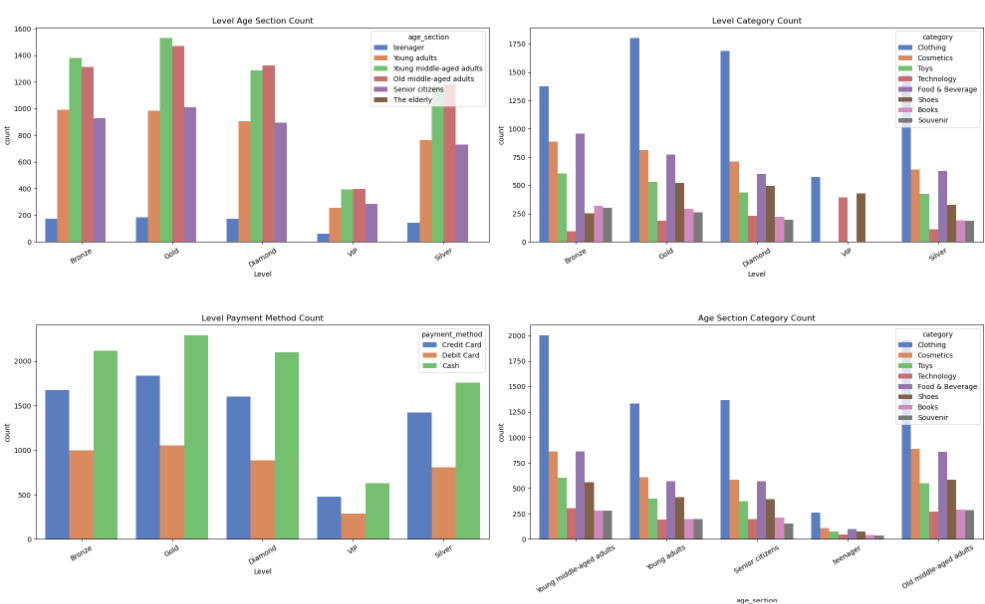 Level Age Section Count
1600
1400
1200
1000
800
600
400
200
0
count
age_section
teenager
Young adults
Young middle-aged adults
Old middle-aged adults
Senior citizens
The elderly
Bronze
Gold
Diamond
VIP
Silver
Level
Level Category Count
1750
1500
1250
1000
750
500
250
0
count
category
Clothing
Cosmetics
Toys
Technology
Food & Beverage
Shoes
Books
Souvenir
Bronze
Gold
Diamond
VIP
Silver
Level
Level Payment Method Count
2000
1500
1000
500
0
count
payment_method
Credit Card
Debit Card
Cash
Bronze
Gold
Diamond
VIP
Silver
Level
Age Section Category Count
2000
1750
1500
1250
1000
750
500
250
0
count
category
Clothing
Cosmetics
Toys
Technology
Food & Beverage
Shoes
Books
Souvenir
Young middle-aged adults
Young adults
Senior citizens
teenager
Old middle-aged adults
age_section